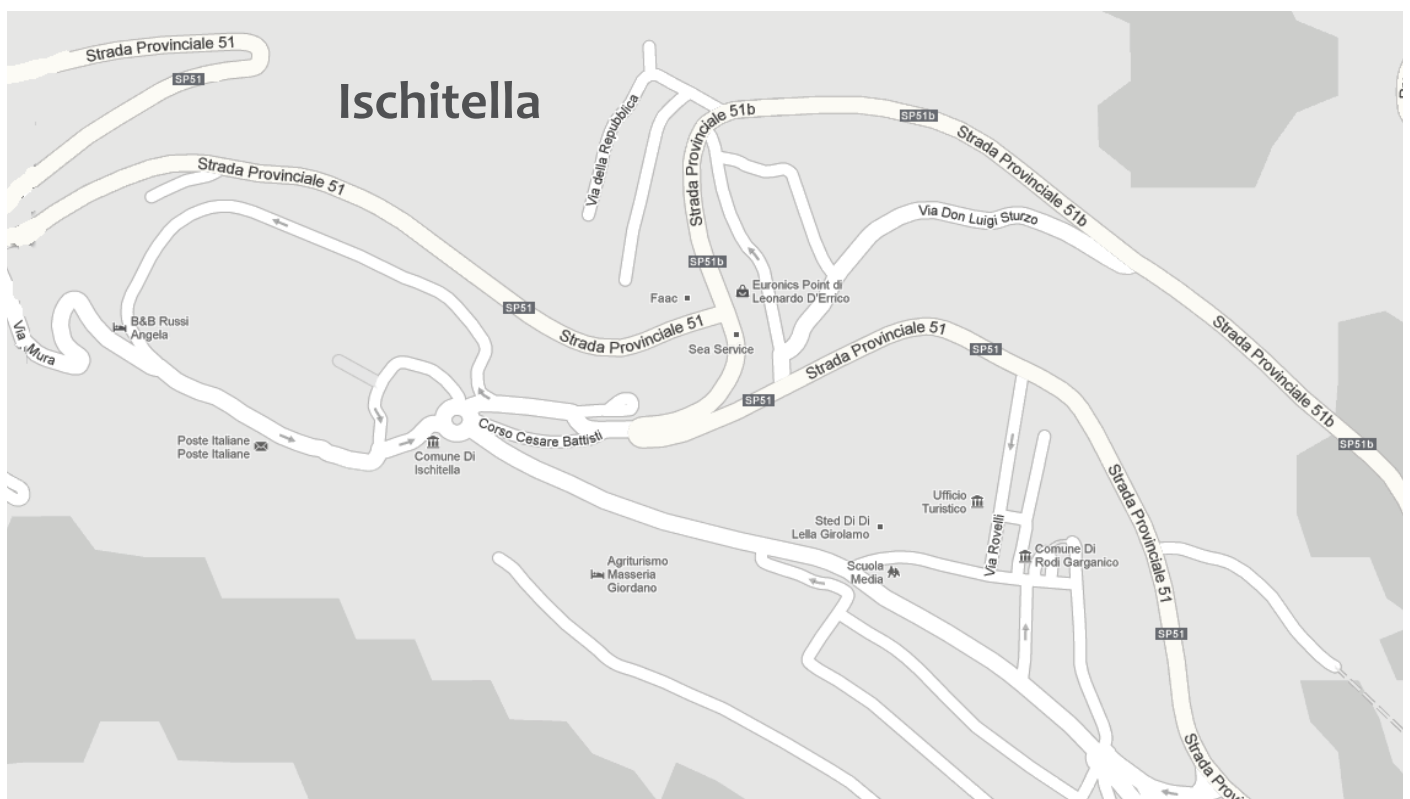 Strada Provinciale 51
SP51
Ischitella
Via della Repubblica
Strada Provinciale 51b
SP51b
Strada Provinciale 51b
Strada Provinciale 51
Via Don Luigi Sturzo
SP51b
Euronics Point di
Leonardo D'Errico
Faac
SP51
Strada Provinciale 51
Sea Service
Strada Provinciale 51
SP51
SP51
B&B Russi
Angela
Via Mura
Strada Provinciale 51b
SP51b
Corso Cesare Battisti
Poste Italiane
Poste Italiane
Comune Di
Ischitella
Ufficio
Turistico
Sted Di Di
Lella Girolamo
Via Rovelli
Strada Provinciale 51
Comune Di
Rodi Garganico
Scuola
Media
Agriturismo
Masseria
Giordano
SP51
Strada Provi